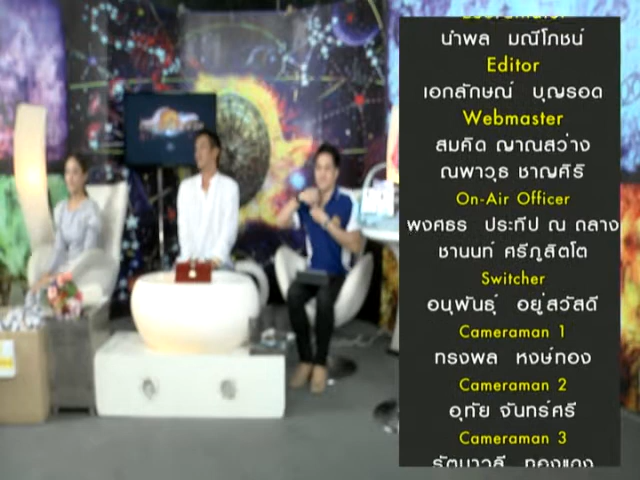 นำพล มณีโภชน์
Editor
เอกลักษณ์ บุญรอด
Webmaster
สมคิด ญาณสว่าง
ณพาวุธ ชาญศิริ
On-Air Officer
พงศธร ประทีป ณ ถลาง
ชานนท์ ศรีภูสิตโต
Switcher
อนุพันธุ์ อยู่สวัสดี
Cameraman 1
ทรงพล หงษ์ทอง
Cameraman 2
อุทัย จันทร์ศรี
Cameraman 3